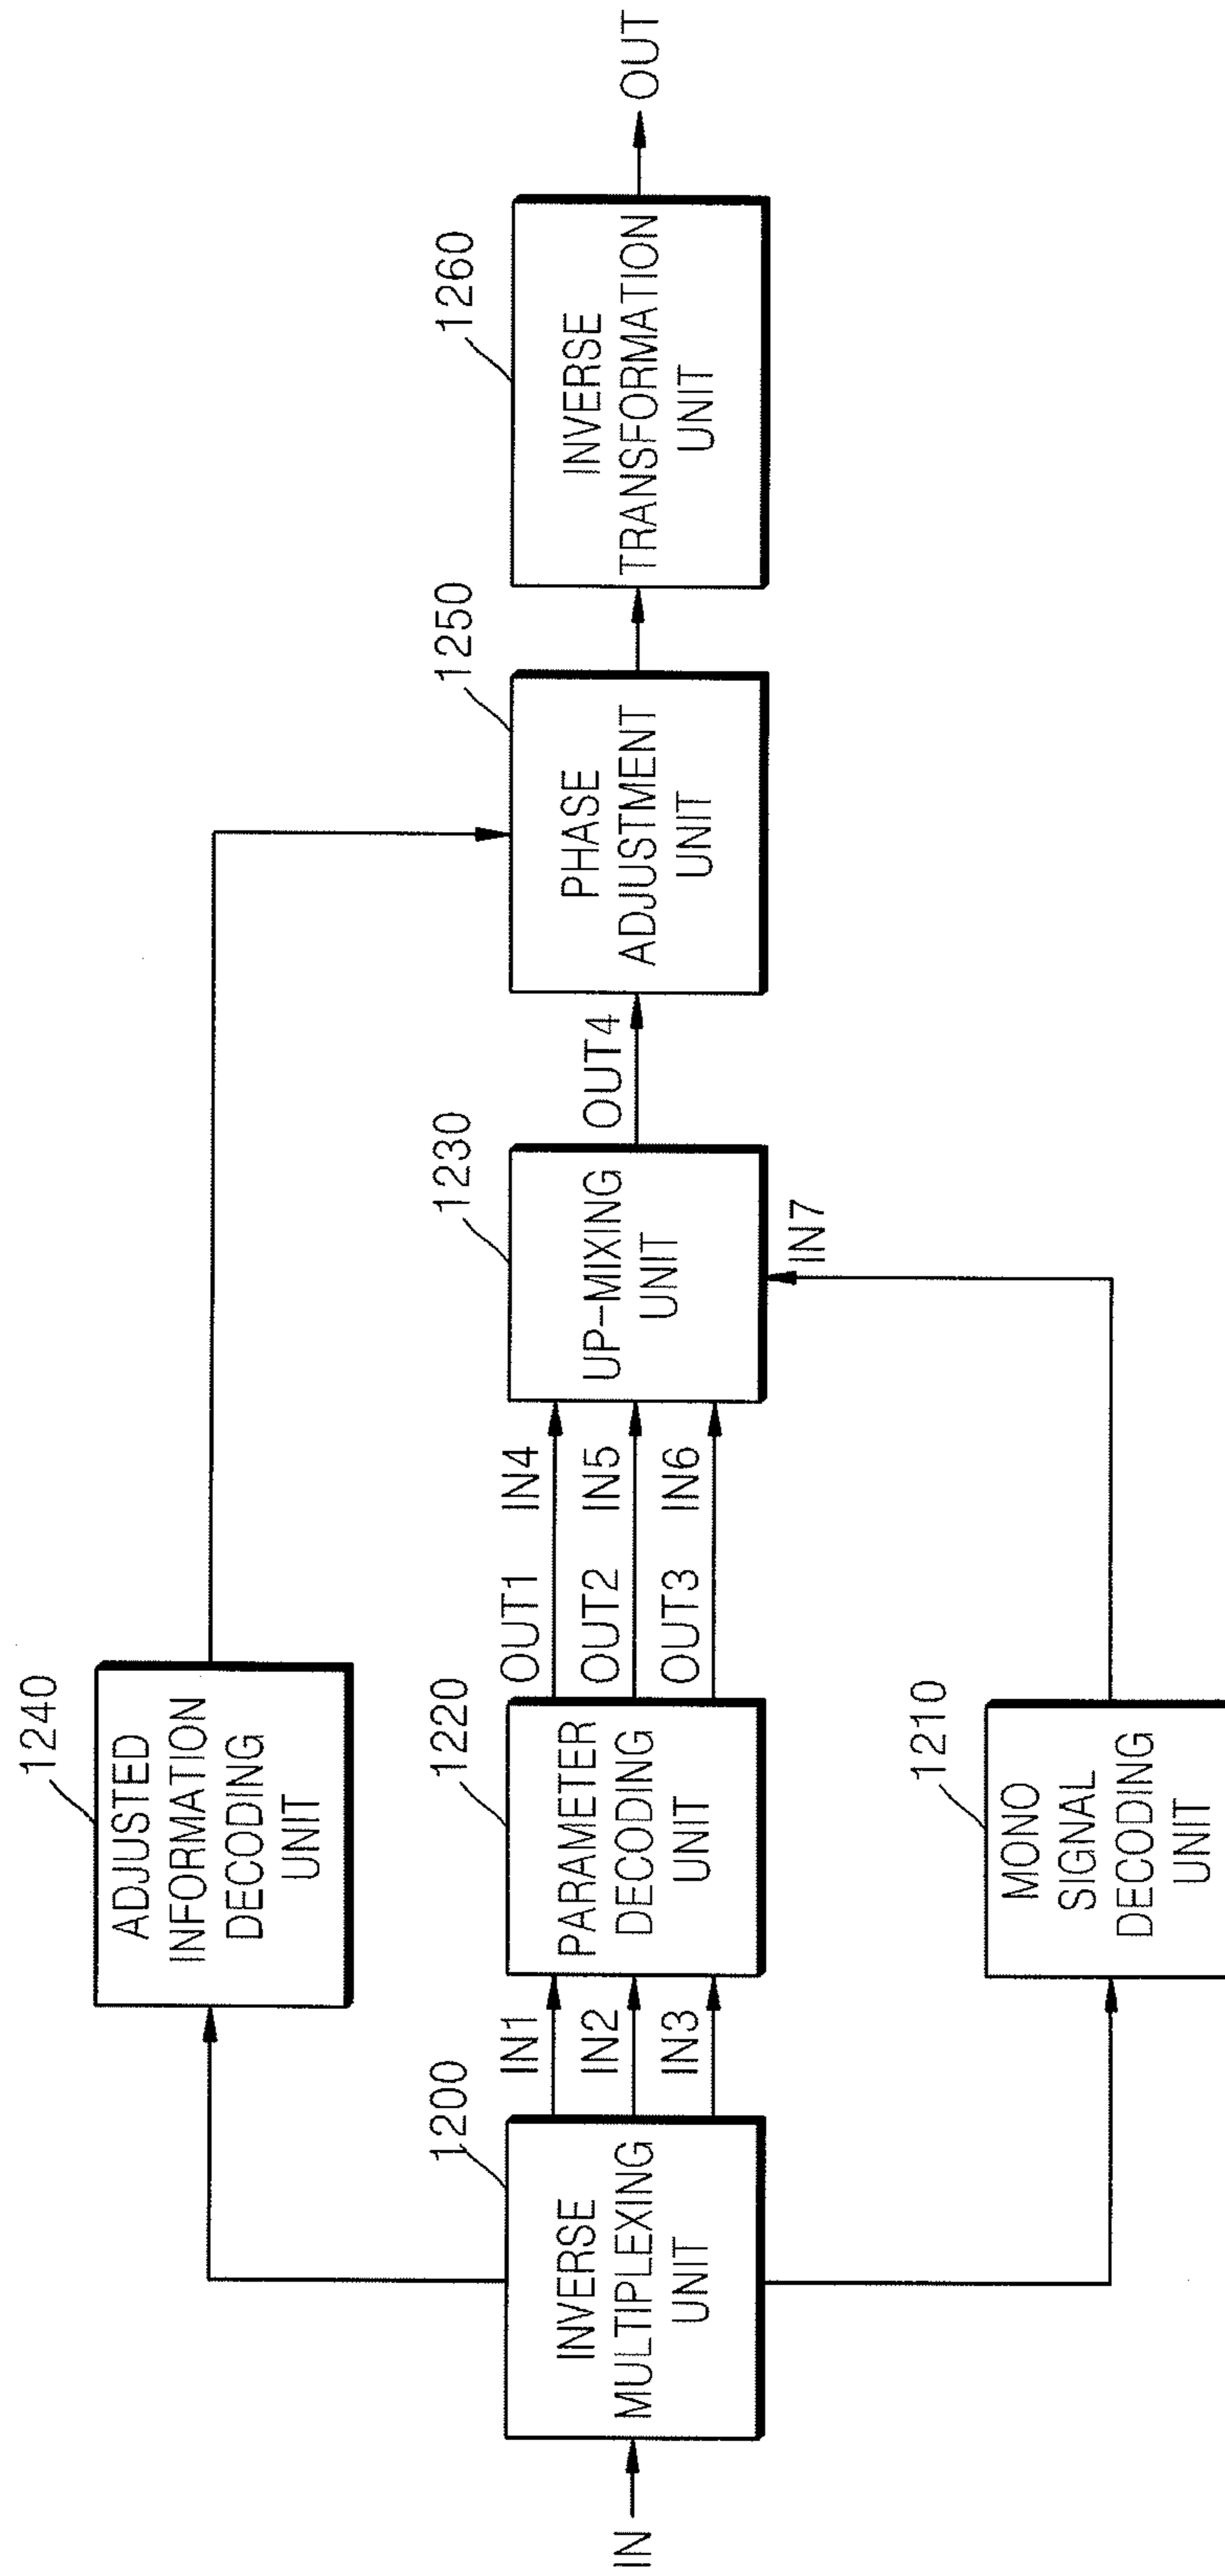 1240
ADJUSTED
INFORMATION
DECODING
UNIT
IN
1200
INVERSE
MULTIPLEXING
UNIT
IN1
IN2
IN3
1220
PARAMETER
DECODING
UNIT
OUT1 IN4
OUT2 IN5
OUT3 IN6
1230
UP-MIXING
UNIT
OUT4
IN7
1250
PHASE
ADJUSTMENT
UNIT
1260
INVERSE
TRANSFORMATION
UNIT
OUT
1210
MONO
SIGNAL
DECODING
UNIT